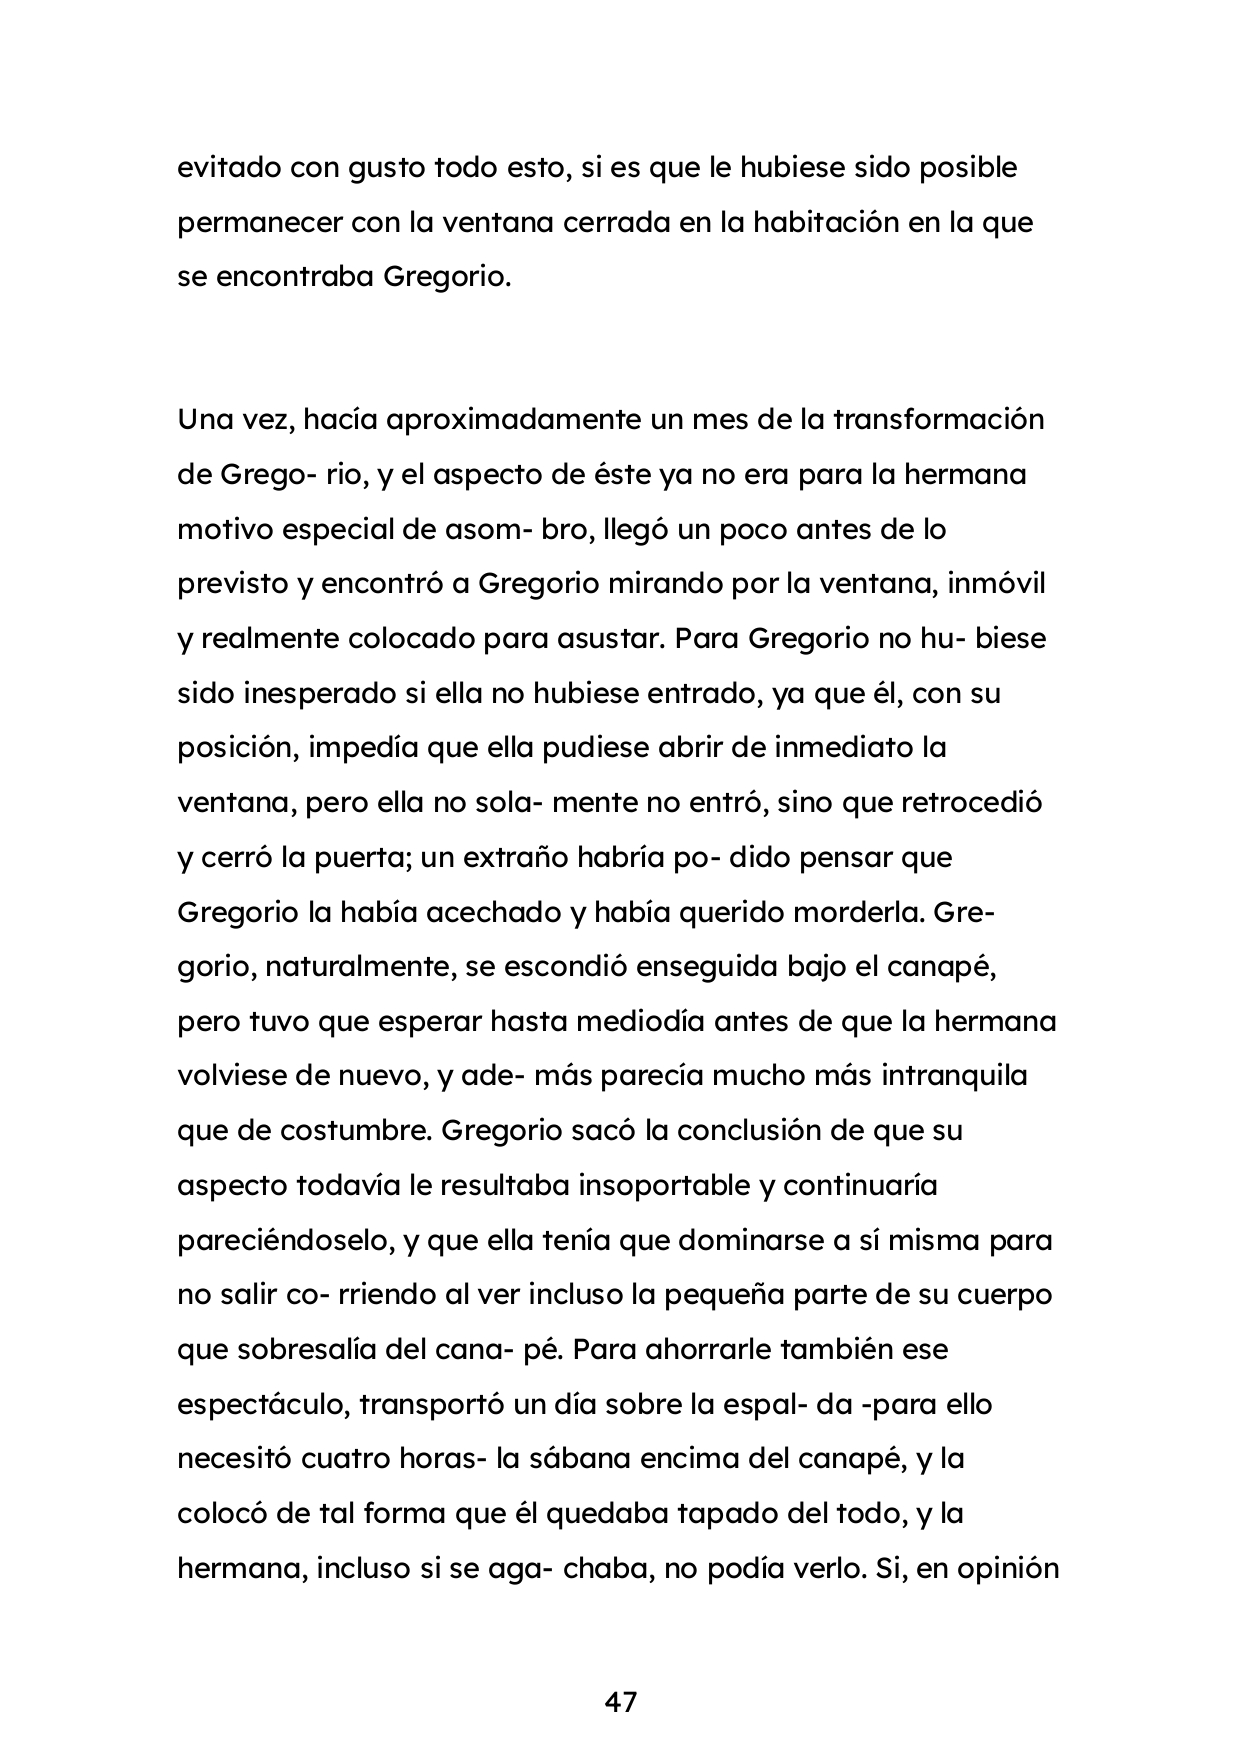 evitado con gusto todo esto, si es que le hubiese sido posible
permanecer con la ventana cerrada en la habitación en la que
se encontraba Gregorio.
Una vez, hacía aproximadamente un mes de la transformación
de Grego- rio, y el aspecto de éste ya no era para la hermana
motivo especial de asom- bro, llegó un poco antes de lo
previsto y encontró a Gregorio mirando por la ventana, inmóvil
y realmente colocado para asustar. Para Gregorio no hu- biese
sido inesperado si ella no hubiese entrado, ya que él, con su
posición, impedía que ella pudiese abrir de inmediato la
ventana, pero ella no sola- mente no entró, sino que retrocedió
y cerró la puerta; un extraño habría po- dido pensar que
Gregorio la había acechado y había querido morderla. Gre-
gorio, naturalmente, se escondió enseguida bajo el canapé,
pero tuvo que esperar hasta mediodía antes de que la hermana
volviese de nuevo, y ade- más parecía mucho más intranquila
que de costumbre. Gregorio sacó la conclusión de que su
aspecto todavía le resultaba insoportable y continuaría
pareciéndoselo, y que ella tenía que dominarse a sí misma para
no salir co- rriendo al ver incluso la pequeña parte de su cuerpo
que sobresalía del cana- pé. Para ahorrarle también ese
espectáculo, transportó un día sobre la espal- da -para ello
necesitó cuatro horas- la sábana encima del canapé, y la
colocó de tal forma que él quedaba tapado del todo, y la
hermana, incluso si se aga- chaba, no podía verlo. Si, en opinión
47